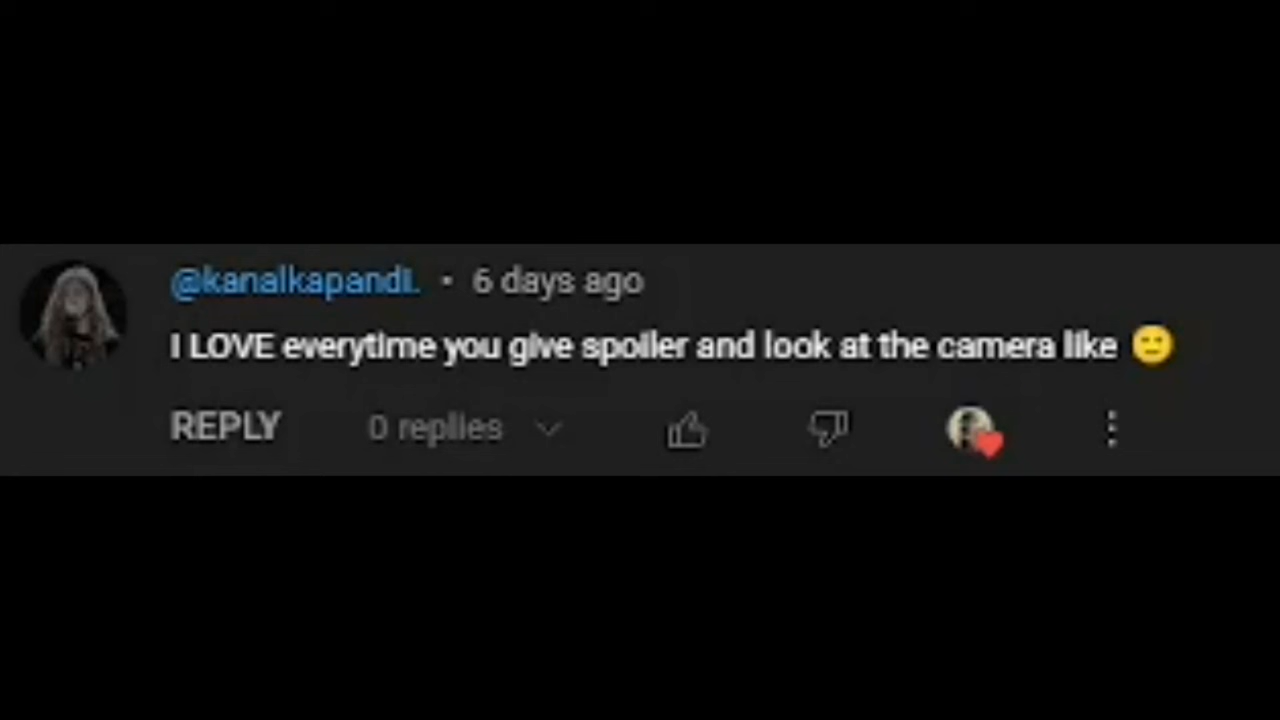 @kanalkapandi. • 6 days ago
I LOVE everytime you give spoiler and look at the camera like 🙂
REPLY 0 replies